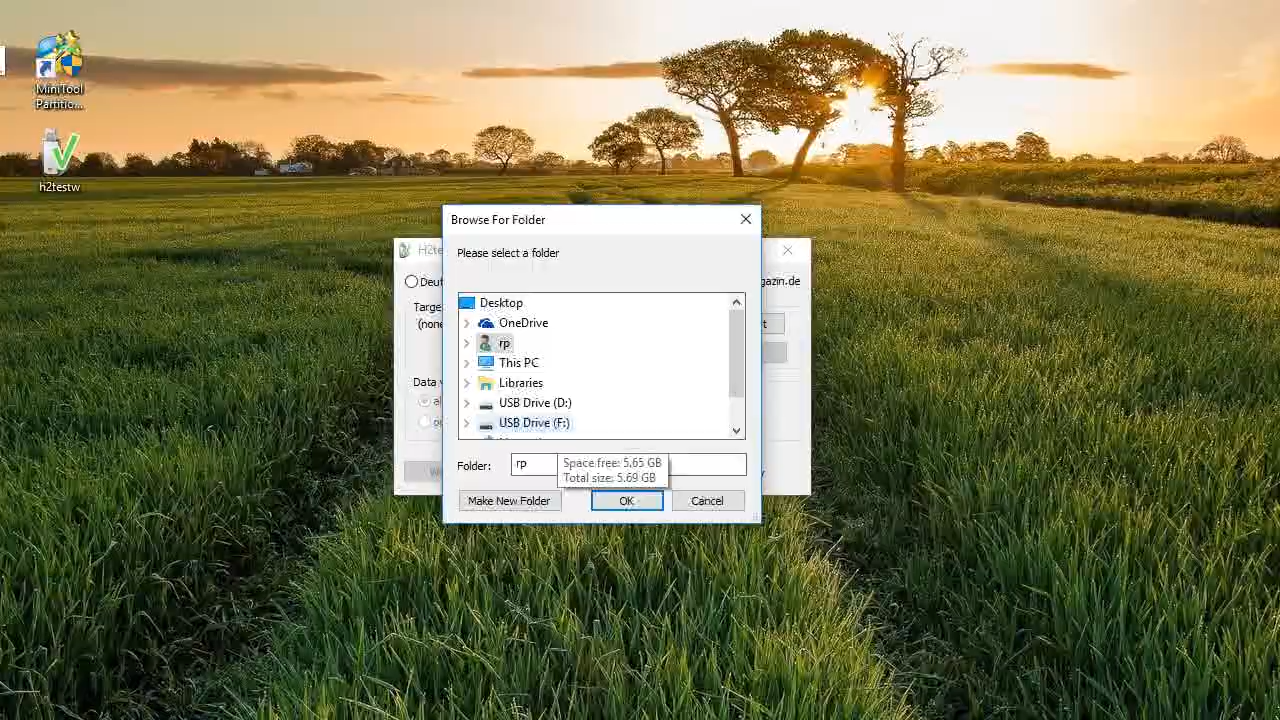 MiniTool
Partitio...
h2testw
Browse For Folder
Please select a folder
Desktop
OneDrive
rp
This PC
Libraries
USB Drive (D:)
USB Drive (F:)
Folder:
rp
Space free: 5,65 GB
Total size: 5.69 GB
Make New Folder
OK
Cancel
H2te
Deut
gazin.de
Targe
(none
t
Data v
al